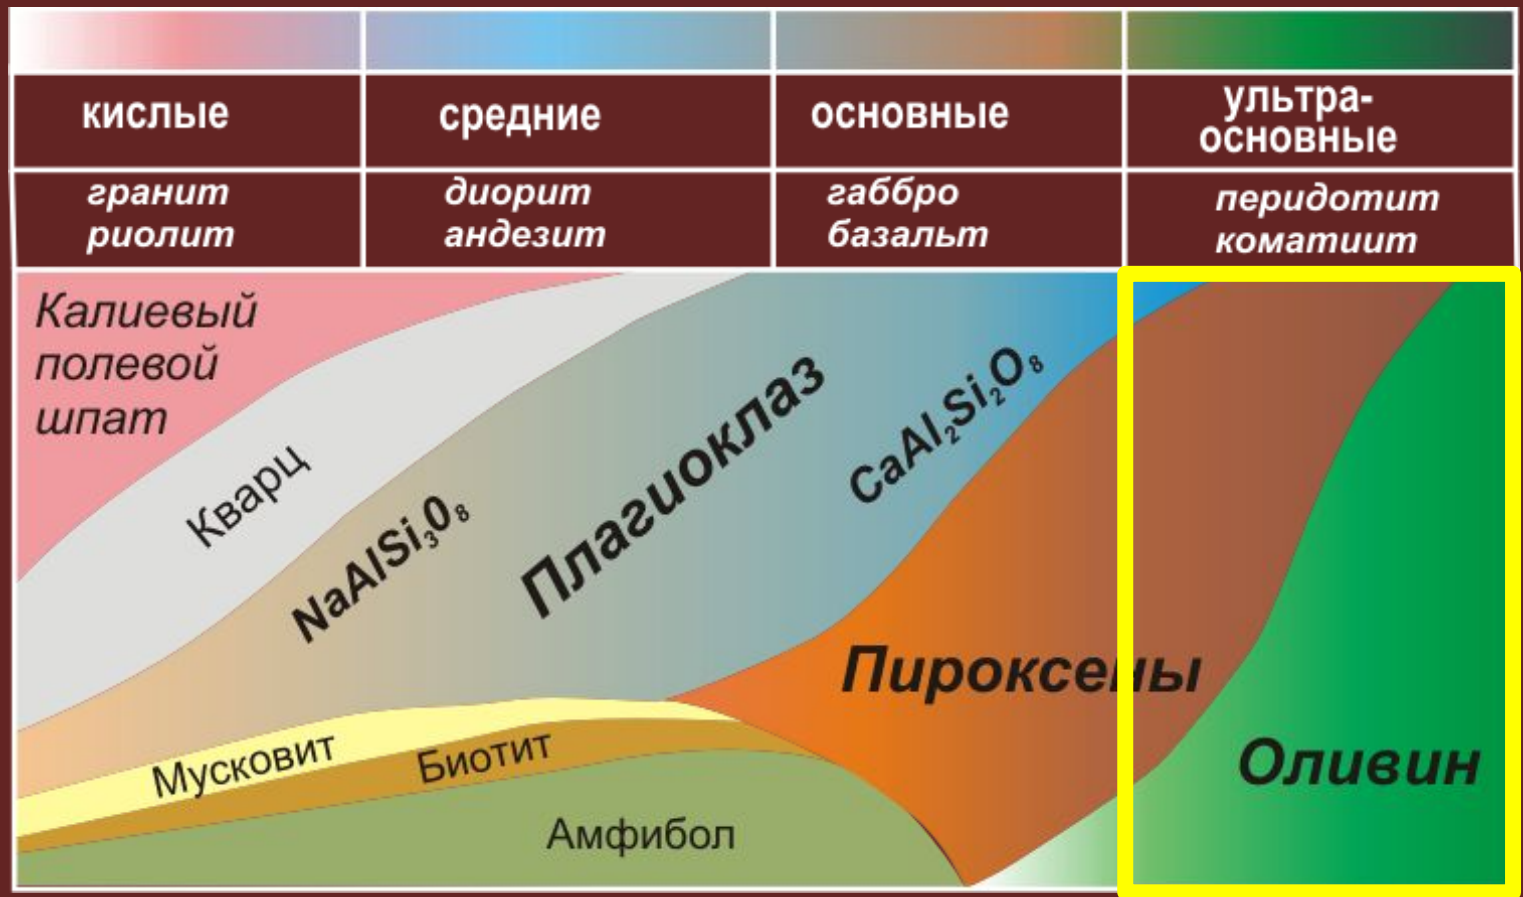 кислые
средние
основные
ультра-
основные
гранит
риолит
диорит
андезит
габбро
базальт
перидотит
коматиит
Калиевый
полевой
шпат
Кварц
NaAlSi₃0₈
Плагиоклаз
CaAl₂Si₂O₈
Пироксены
Мусковит
Биотит
Амфибол
Оливин